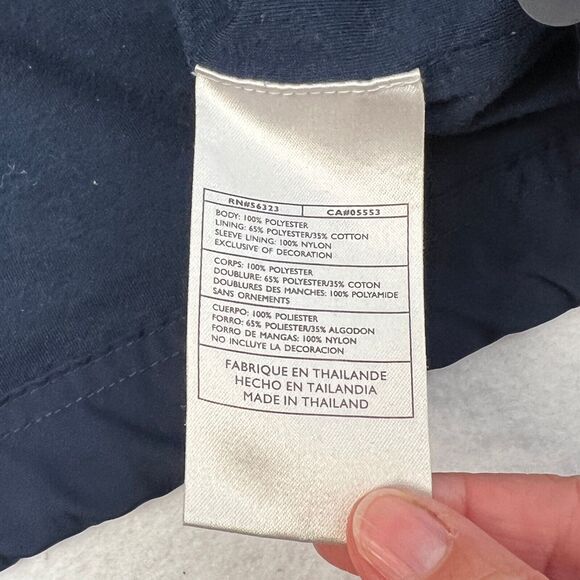 RN#56323 CA#05553
BODY: 100% POLYESTER
LINING: 65% POLYESTER/35% COTTON
SLEEVE LINING: 100% NYLON
EXCLUSIVE OF DECORATION
CORPS: 100% POLYESTER
DOUBLURE: 65% POLYESTER/35% COTON
DOUBLURES DES MANCHES: 100% POLYAMIDE
SANS ORNEMENTS
CUERPO: 100% POLIESTER
FORRO: 65% POLIESTER/35% ALGODON
FORRO DE MANGAS: 100% NYLON
NO INCLUYE LA DECORACION
FABRIQUE EN THAILANDE
HECHO EN TAILANDIA
MADE IN THAILAND